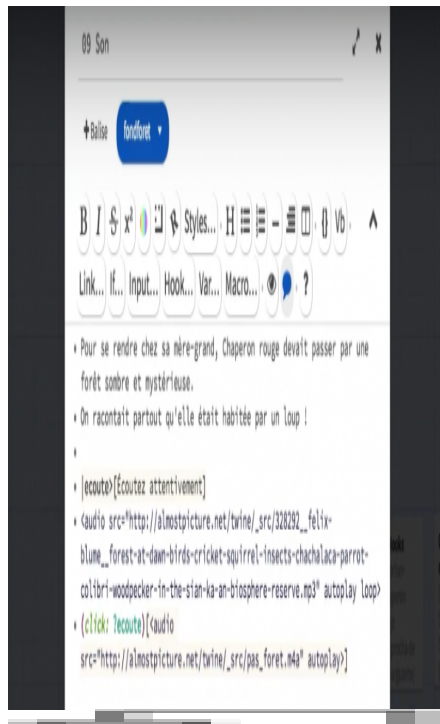 09 Son
+Balise fondforet
B I S x² Styles... H Vb
Link... If... Input... Hook... Var... Macro... ?
Pour se rendre chez sa mère-grand, Chaperon rouge devait passer par une
forêt sombre et mystérieuse.
On racontait partout qu'elle était habitée par un loup !
|ecoute>[Écoutez attentivement]
<audio src="http://almostpicture.net/twine/_src/328292__felix-
blume__forest-at-dawn-birds-cricket-squirrel-insects-chachalaca-parrot-
colibri-woodpecker-in-the-sian-ka-an-biosphere-reserve.mp3" autoplay loop>
(click: ?ecoute)[<audio
src="http://almostpicture.net/twine/_src/pas_foret.m4a" autoplay>]